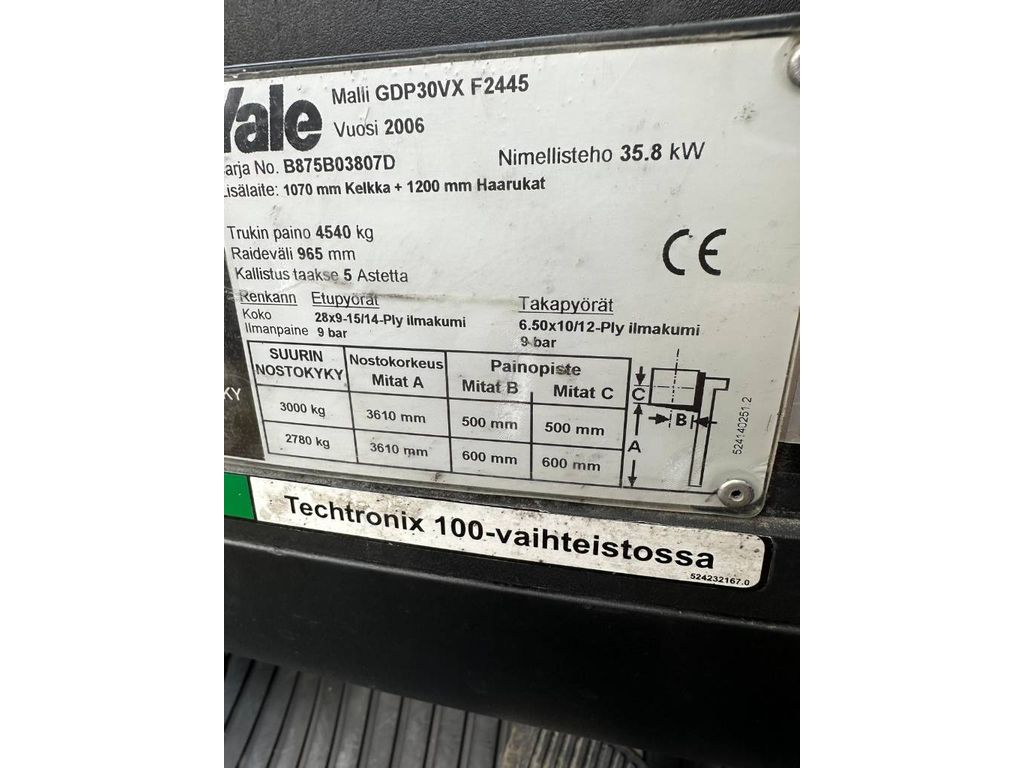 Yale
Malli GDP30VX F2445
Vuosi 2006
Sarja No. B875B03807D
Nimellisteho 35.8 kW
Lisälaite: 1070 mm Kelkka + 1200 mm Haarukat
Trukin paino 4540 kg
Raideväli 965 mm
Kallistus taakse 5 Astetta
CE
Renkann Etupyörät Takapyörät
Koko 28x9-15/14-Ply ilmakumi 6.50x10/12-Ply ilmakumi
Ilmanpaine 9 bar 9 bar
SUURIN NOSTOKYKY Nostokorkeus Mitat A Painopiste Mitat B Mitat C
3000 kg 3610 mm 500 mm 500 mm
2780 kg 3610 mm 600 mm 600 mm
C
B
A
524140251.2
KY
Techtronix 100-vaihteistossa
524232167.0